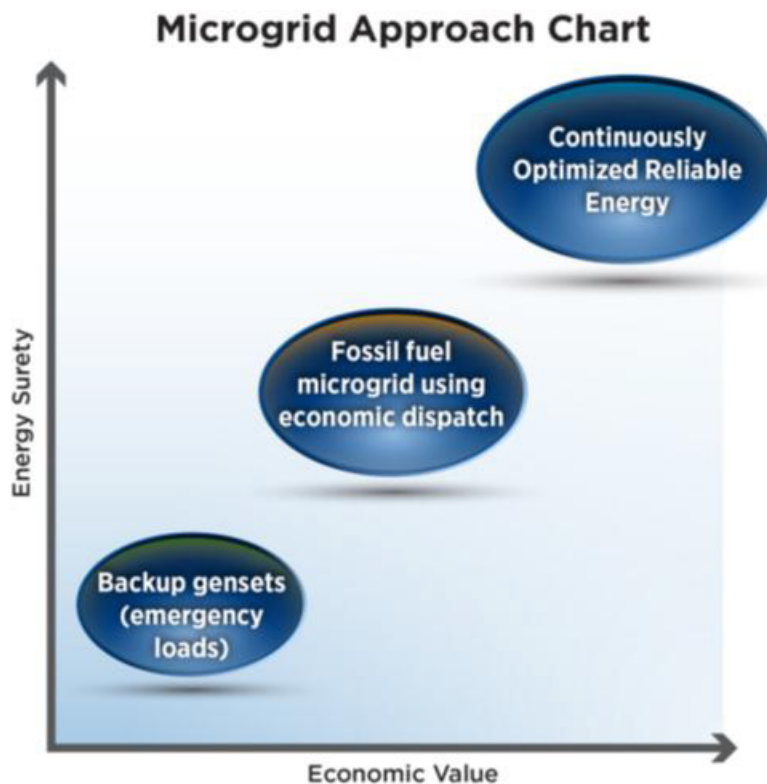 Microgrid Approach Chart
Continuously
Optimized Reliable
Energy
Fossil fuel
microgrid using
economic dispatch
Backup gensets
(emergency
loads)
Energy Surety
Economic Value